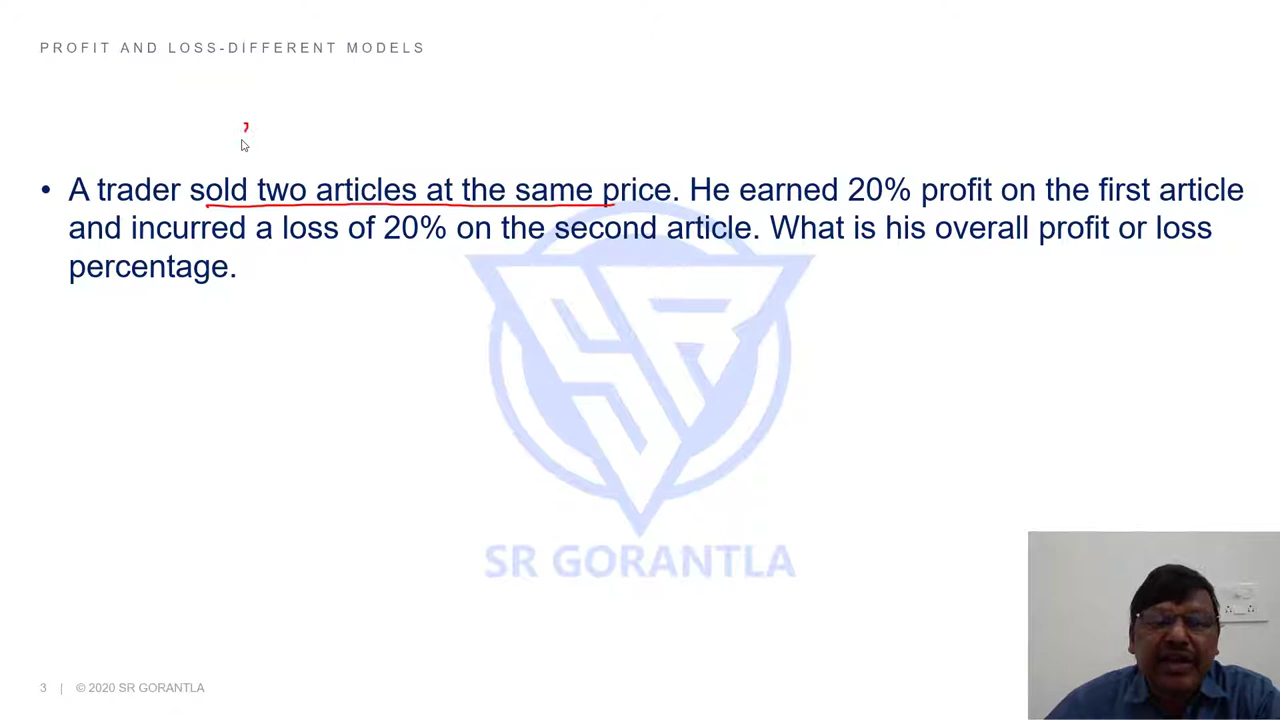 PROFIT AND LOSS-DIFFERENT MODELS
• A trader sold two articles at the same price. He earned 20% profit on the first article
and incurred a loss of 20% on the second article. What is his overall profit or loss
percentage.
SR
SR GORANTLA
3 | © 2020 SR GORANTLA